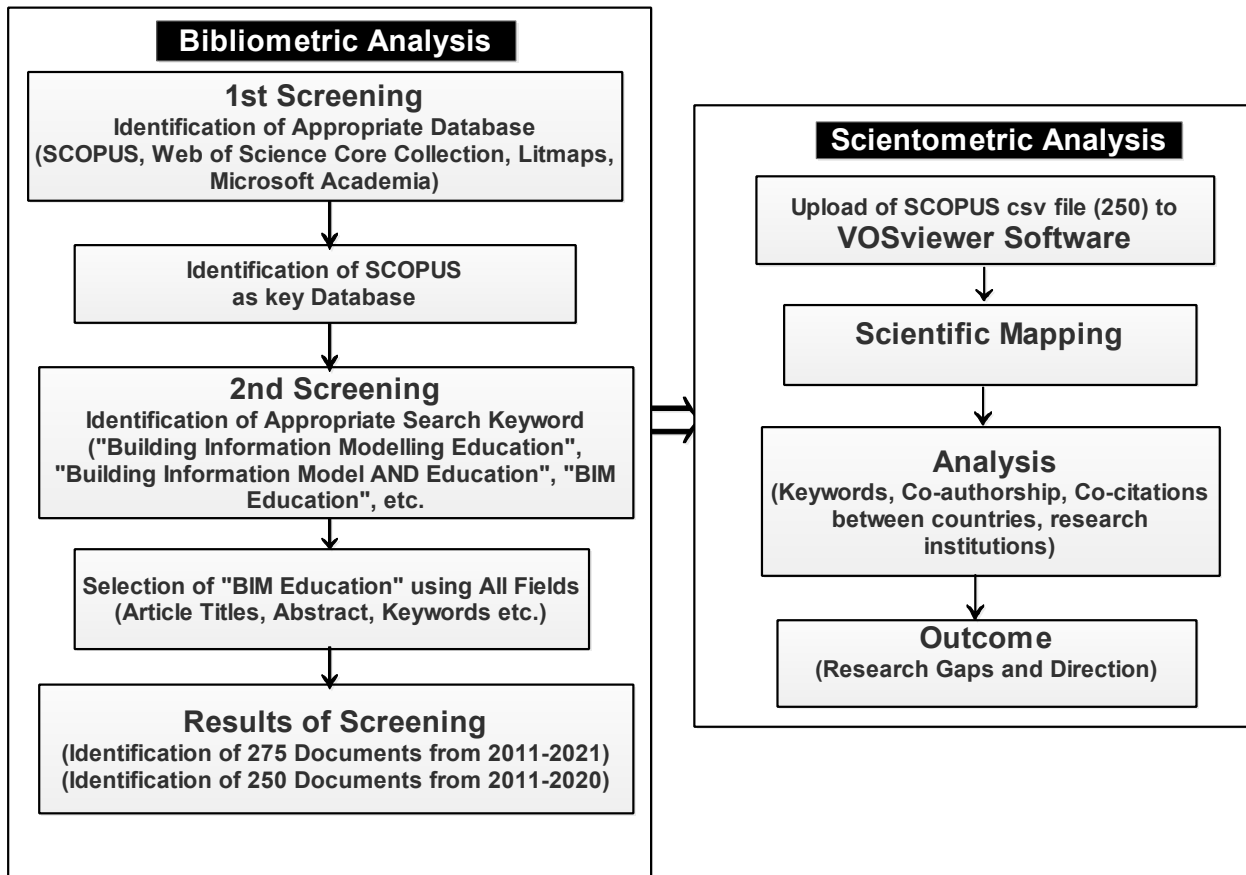 Bibliometric Analysis
1st Screening
Identification of Appropriate Database
(SCOPUS, Web of Science Core Collection, Litmaps,
Microsoft Academia)
Identification of SCOPUS
as key Database
2nd Screening
Identification of Appropriate Search Keyword
("Building Information Modelling Education",
"Building Information Model AND Education", "BIM
Education", etc.
Selection of "BIM Education" using All Fields
(Article Titles, Abstract, Keywords etc.)
Results of Screening
(Identification of 275 Documents from 2011-2021)
(Identification of 250 Documents from 2011-2020)
Scientometric Analysis
Upload of SCOPUS csv file (250) to
VOSviewer Software
Scientific Mapping
Analysis
(Keywords, Co-authorship, Co-citations
between countries, research
institutions)
Outcome
(Research Gaps and Direction)